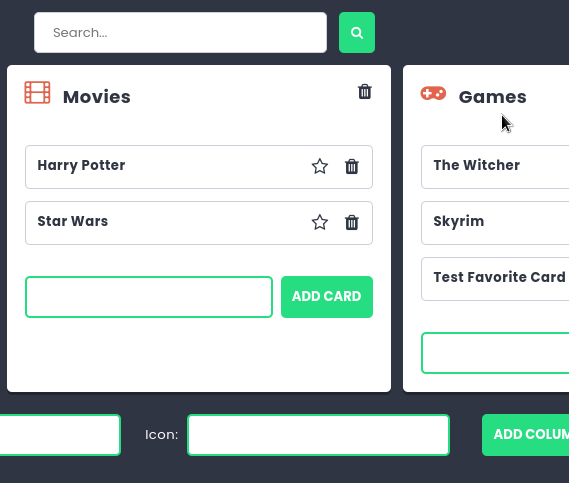 Search...
Movies
Harry Potter
Star Wars
ADD CARD
Games
The Witcher
Skyrim
Test Favorite Card
Icon:
ADD COLUM